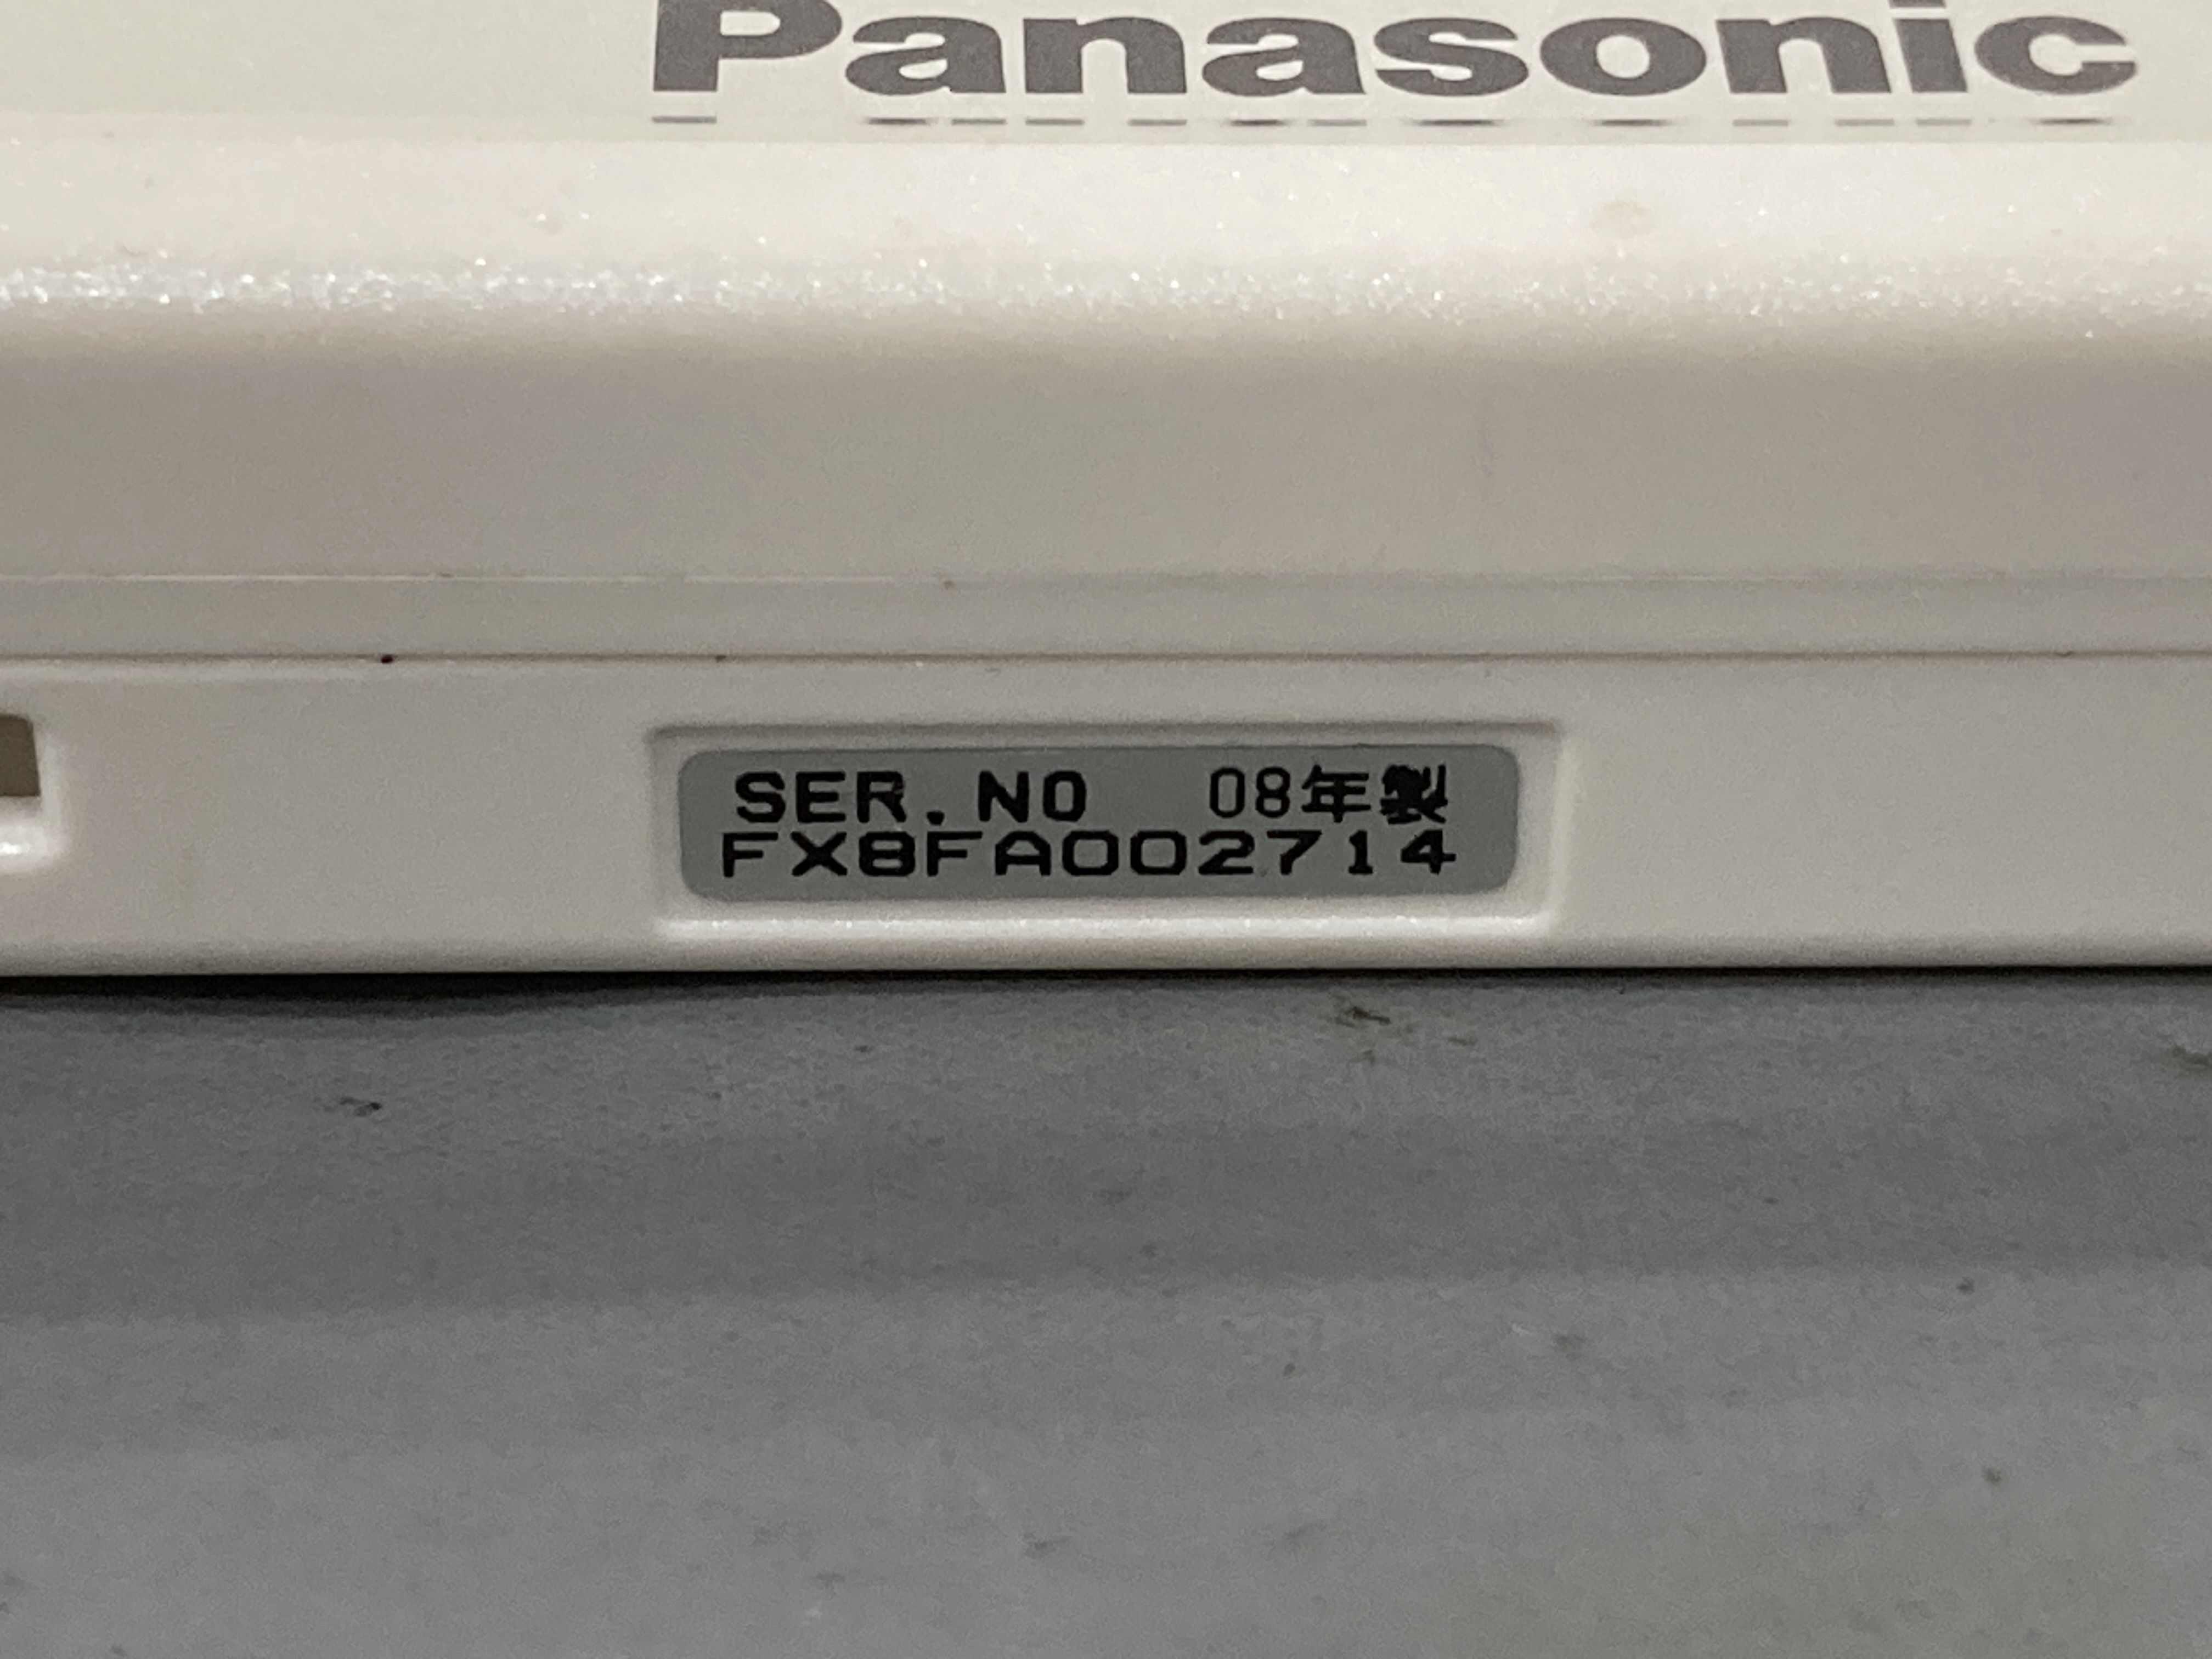 Panasonic
SER.NO 08年製
FX8FA002714